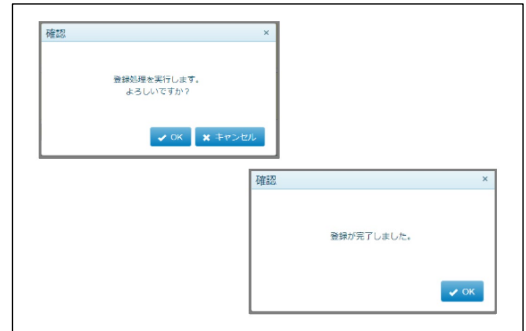 確認
×
登録処理を実行します。
よろしいですか？
✔ OK
✖ キャンセル
確認
×
登録が完了しました。
✔ OK